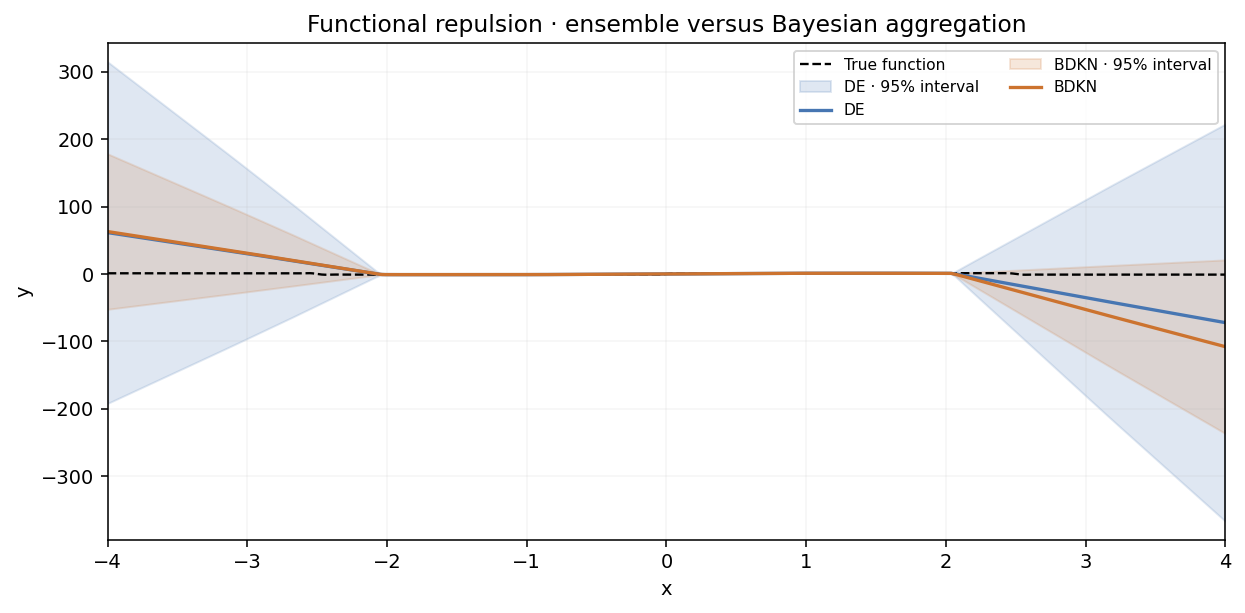 Functional repulsion · ensemble versus Bayesian aggregation
True function
DE · 95% interval
DE
BDKN · 95% interval
BDKN
y
300
200
100
0
−100
−200
−300
−4
−3
−2
−1
0
1
2
3
4
x